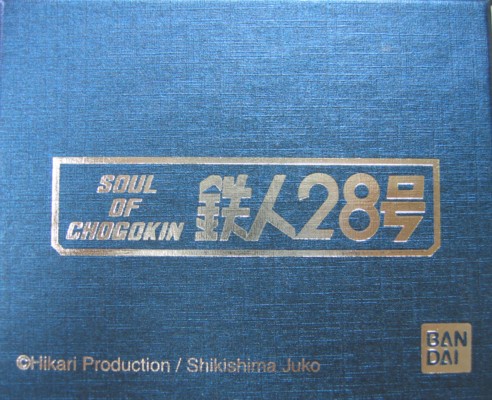 SOUL
OF
CHOGOKIN
鉄人28号
©Hikari Production / Shikishima Juko
BAN
DAI